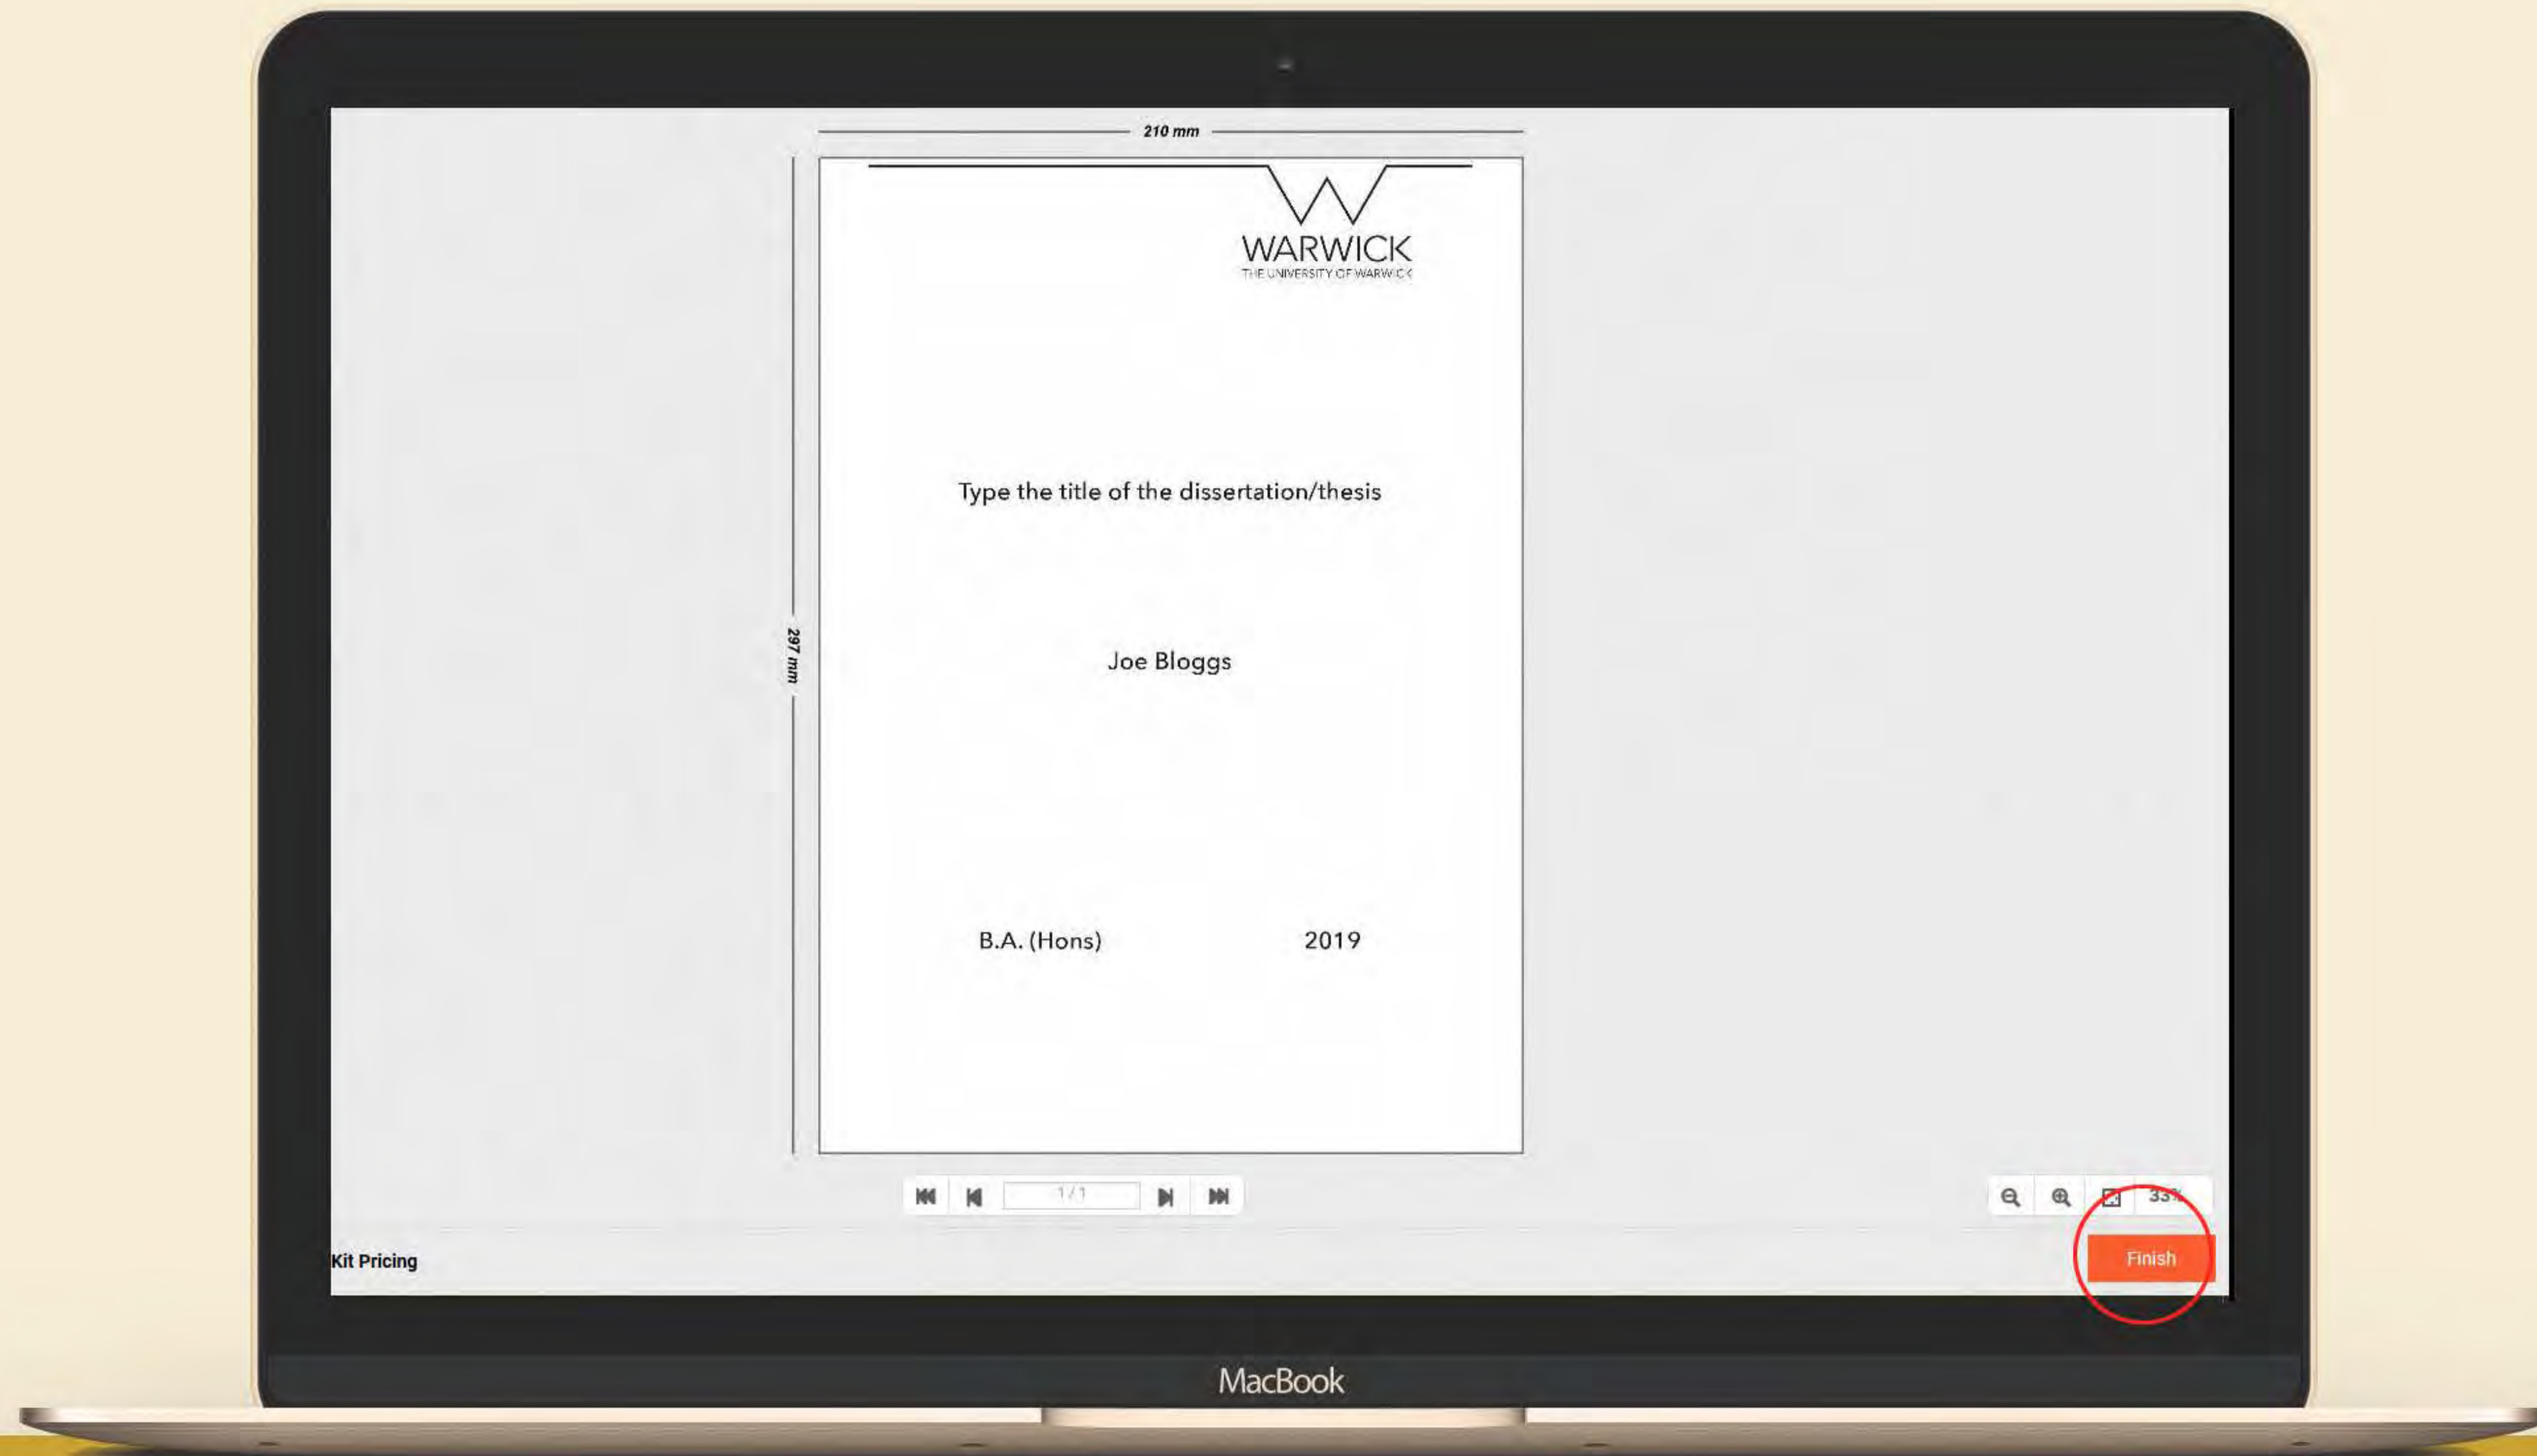 210 mm
WARWICK
THE UNIVERSITY OF WARWICK
297 mm
Type the title of the dissertation/thesis
Joe Bloggs
B.A. (Hons) 2019
1 / 1
33%
Kit Pricing
Finish
MacBook